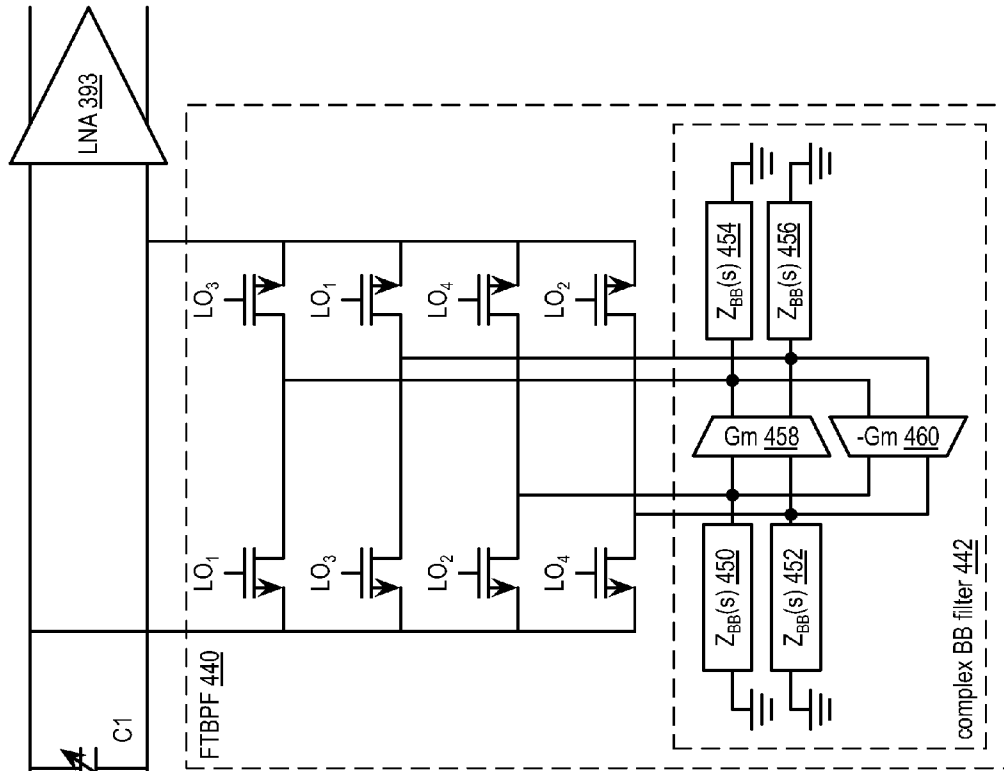 LNA 393
C1
FTBPF 440
LO1
LO3
LO3
LO1
LO2
LO4
LO4
LO2
ZBB(s) 450
ZBB(s) 452
Gm 458
-Gm 460
ZBB(s) 454
ZBB(s) 456
complex BB filter 442